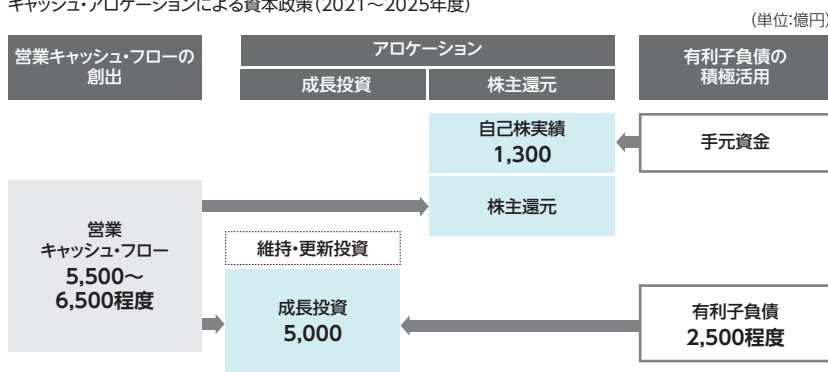 キャッシュ・アロケーションによる資本政策（2021〜2025年度）
（単位：億円）
営業キャッシュ・フローの
創出
アロケーション
成長投資
株主還元
有利子負債の
積極活用
自己株実績
1,300
手元資金
株主還元
営業
キャッシュ・フロー
5,500〜
6,500程度
維持・更新投資
成長投資
5,000
有利子負債
2,500程度